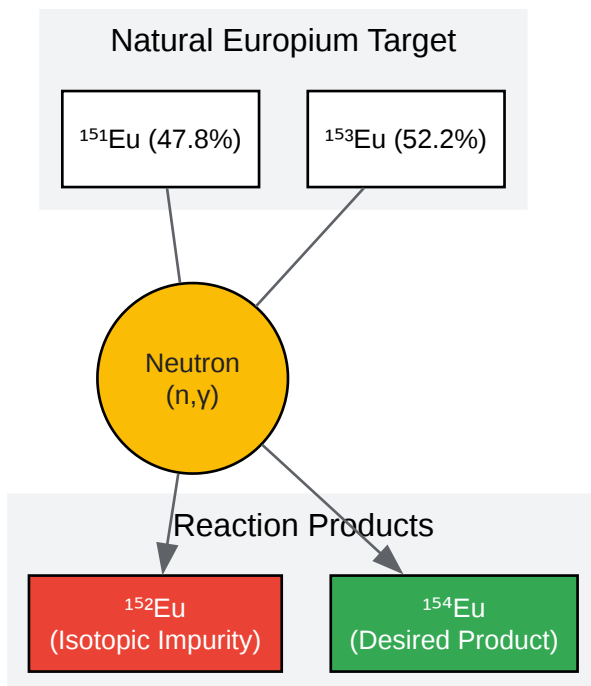 Natural Europium Target
¹⁵¹Eu (47.8%)
¹⁵³Eu (52.2%)
Neutron
(n,γ)
Reaction Products
¹⁵²Eu
(Isotopic Impurity)
¹⁵⁴Eu
(Desired Product)